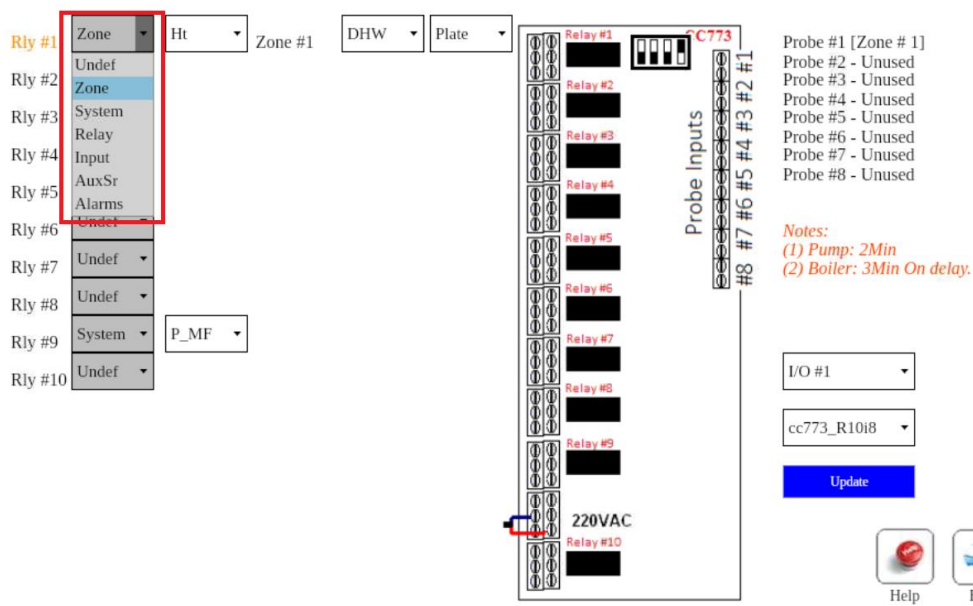 Rly #1 Zone Ht Zone #1 DHW Plate
Undef
Zone
System
Relay
Input
AuxSr
Alarms
Rly #2
Rly #3
Rly #4
Rly #5
Rly #6 Undef
Rly #7 Undef
Rly #8 Undef
Rly #9 System P_MF
Rly #10 Undef
CC773
Relay #1
Relay #2
Relay #3
Relay #4
Relay #5
Relay #6
Relay #7
Relay #8
Relay #9
220VAC
Relay #10
Probe Inputs
#8 #7 #6 #5 #4 #3 #2 #1
Probe #1 [Zone # 1]
Probe #2 - Unused
Probe #3 - Unused
Probe #4 - Unused
Probe #5 - Unused
Probe #6 - Unused
Probe #7 - Unused
Probe #8 - Unused
Notes:
(1) Pump: 2Min
(2) Boiler: 3Min On delay.
I/O #1
cc773_R10i8
Update
Help